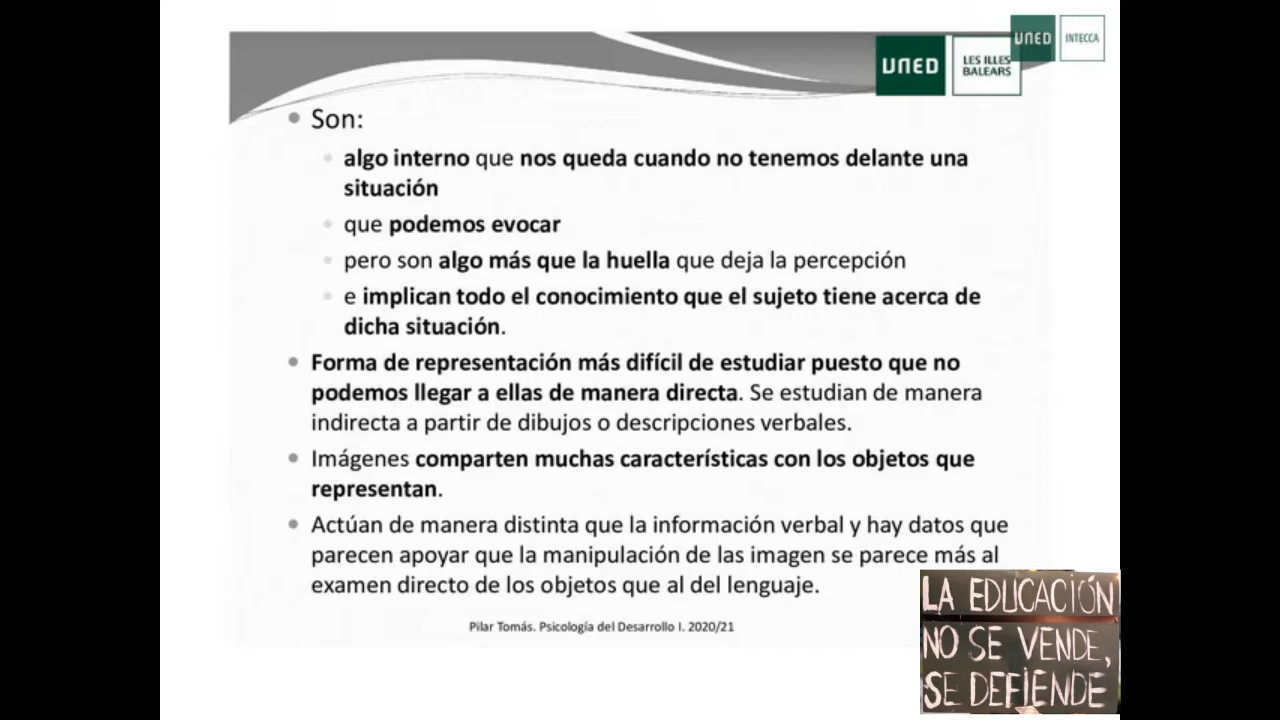 UNED
INTECCA
UNED
LES ILLES
BALEARS
Son:
algo interno que nos queda cuando no tenemos delante una
situación
que podemos evocar
pero son algo más que la huella que deja la percepción
e implican todo el conocimiento que el sujeto tiene acerca de
dicha situación.
Forma de representación más difícil de estudiar puesto que no
podemos llegar a ellas de manera directa. Se estudian de manera
indirecta a partir de dibujos o descripciones verbales.
Imágenes comparten muchas características con los objetos que
representan.
Actúan de manera distinta que la información verbal y hay datos que
parecen apoyar que la manipulación de las imagen se parece más al
examen directo de los objetos que al del lenguaje.
Pilar Tomás. Psicología del Desarrollo I. 2020/21
LA EDUCACIÓN
NO SE VENDE,
SE DEFIENDE